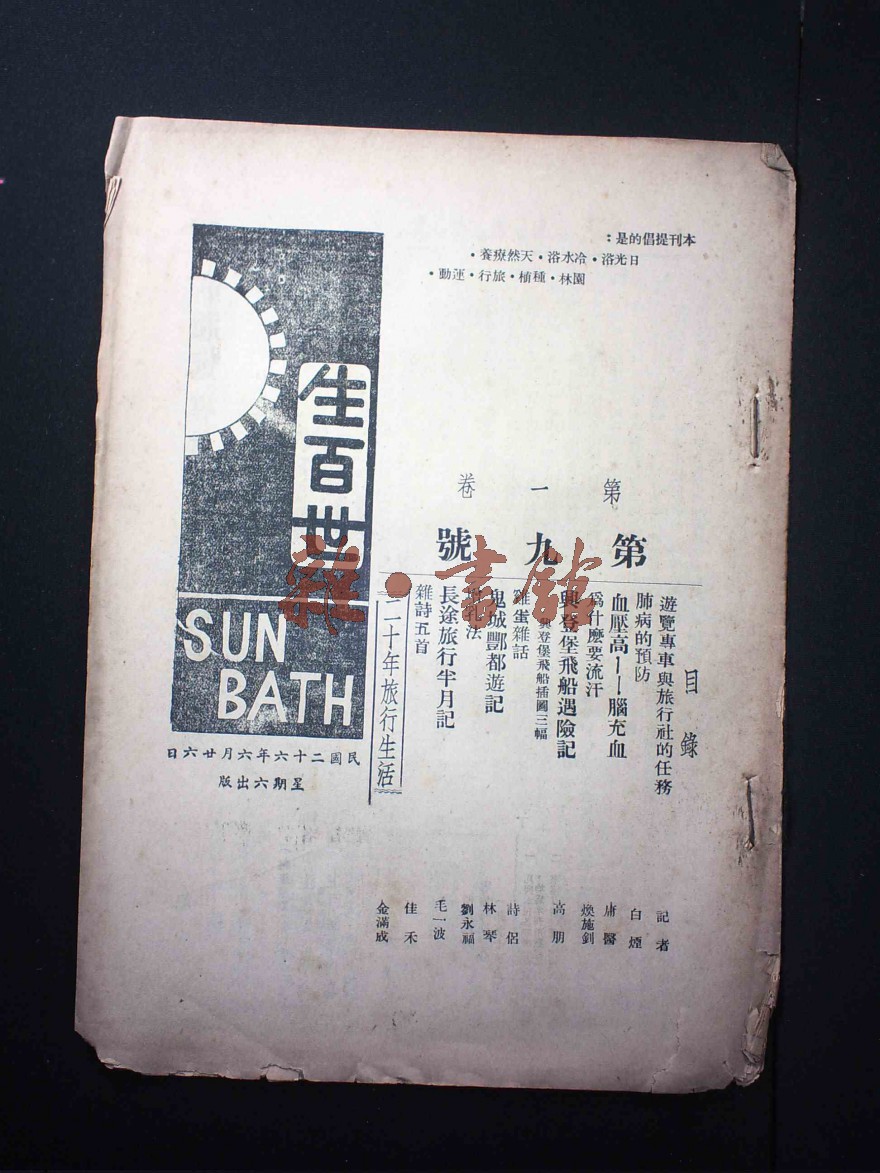 本刊提倡的是:
日光浴・冷水浴・天然療養・
園林・種植・旅行・運動・
生百世
SUN
BATH
民國二十六年六月廿六日
星期六出版
第一卷
第九號
目錄
遊覽專車與旅行社的任務
肺病的預防
血壓高——腦充血
爲什麼要流汗
興登堡飛船遇險記
興登堡飛船插圖三幅
雞蛋雜話
鬼城酆都遊記
乳法
長途旅行半月記
雜詩五首
二十年旅行生活
記者
白煙
庸醫
煥施釗
高朋
詩侶
林琴
劉永福
毛一波
佳禾
金滿成
雜・書館